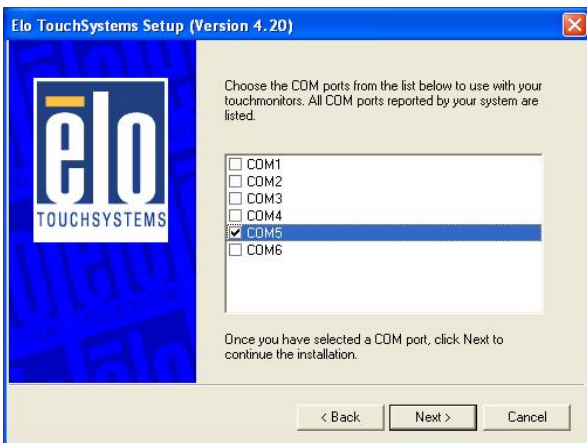 Elo TouchSystems Setup (Version 4.20)
elo
TOUCHSYSTEMS
Choose the COM ports from the list below to use with your
touchmonitors. All COM ports reported by your system are
listed.
COM1
COM2
COM3
COM4
COM5
COM6
Once you have selected a COM port, click Next to
continue the installation.
< Back
Next >
Cancel